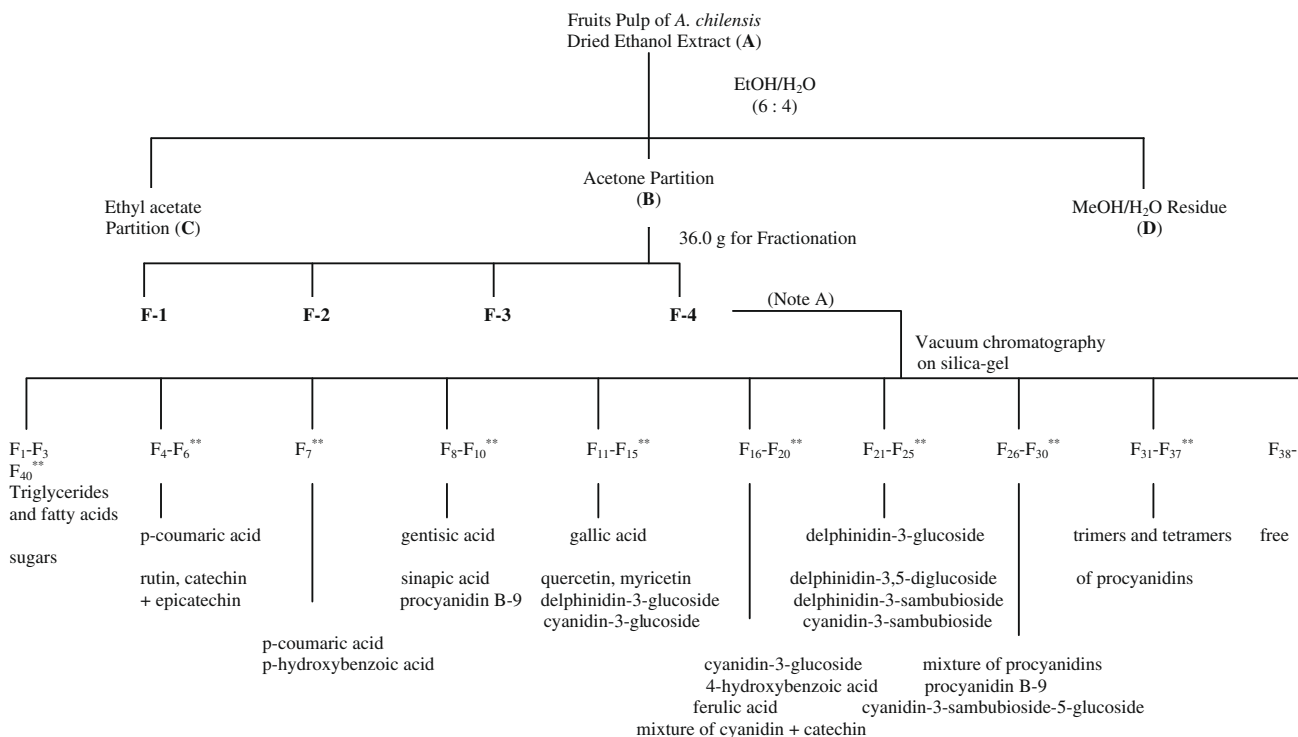 Fruits Pulp of A. chilensis
Dried Ethanol Extract (A)
EtOH/H₂O
(6 : 4)
Ethyl acetate
Partition (C)
Acetone Partition
(B)
MeOH/H₂O Residue
(D)
36.0 g for Fractionation
F-1
F-2
F-3
F-4
(Note A)
Vacuum chromatography
on silica-gel
F₁-F₃
F₄₀**
Triglycerides
and fatty acids
sugars
F₄-F₆**
p-coumaric acid
rutin, catechin
+ epicatechin
F₇**
p-coumaric acid
p-hydroxybenzoic acid
F₈-F₁₀**
gentisic acid
sinapic acid
procyanidin B-9
F₁₁-F₁₅**
gallic acid
quercetin, myricetin
delphinidin-3-glucoside
cyanidin-3-glucoside
F₁₆-F₂₀**
cyanidin-3-glucoside
4-hydroxybenzoic acid
ferulic acid
mixture of cyanidin + catechin
F₂₁-F₂₅**
delphinidin-3-glucoside
delphinidin-3,5-diglucoside
delphinidin-3-sambubioside
cyanidin-3-sambubioside
F₂₆-F₃₀**
mixture of procyanidins
procyanidin B-9
cyanidin-3-sambubioside-5-glucoside
F₃₁-F₃₇**
trimers and tetramers
of procyanidins
F₃₈-
free